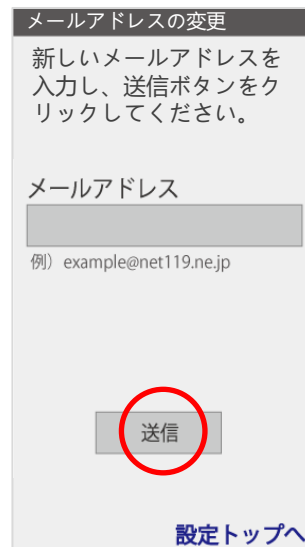 メールアドレスの変更
新しいメールアドレスを
入力し、送信ボタンをク
リックしてください。
メールアドレス
例）example@net119.ne.jp
送信
設定トップへ